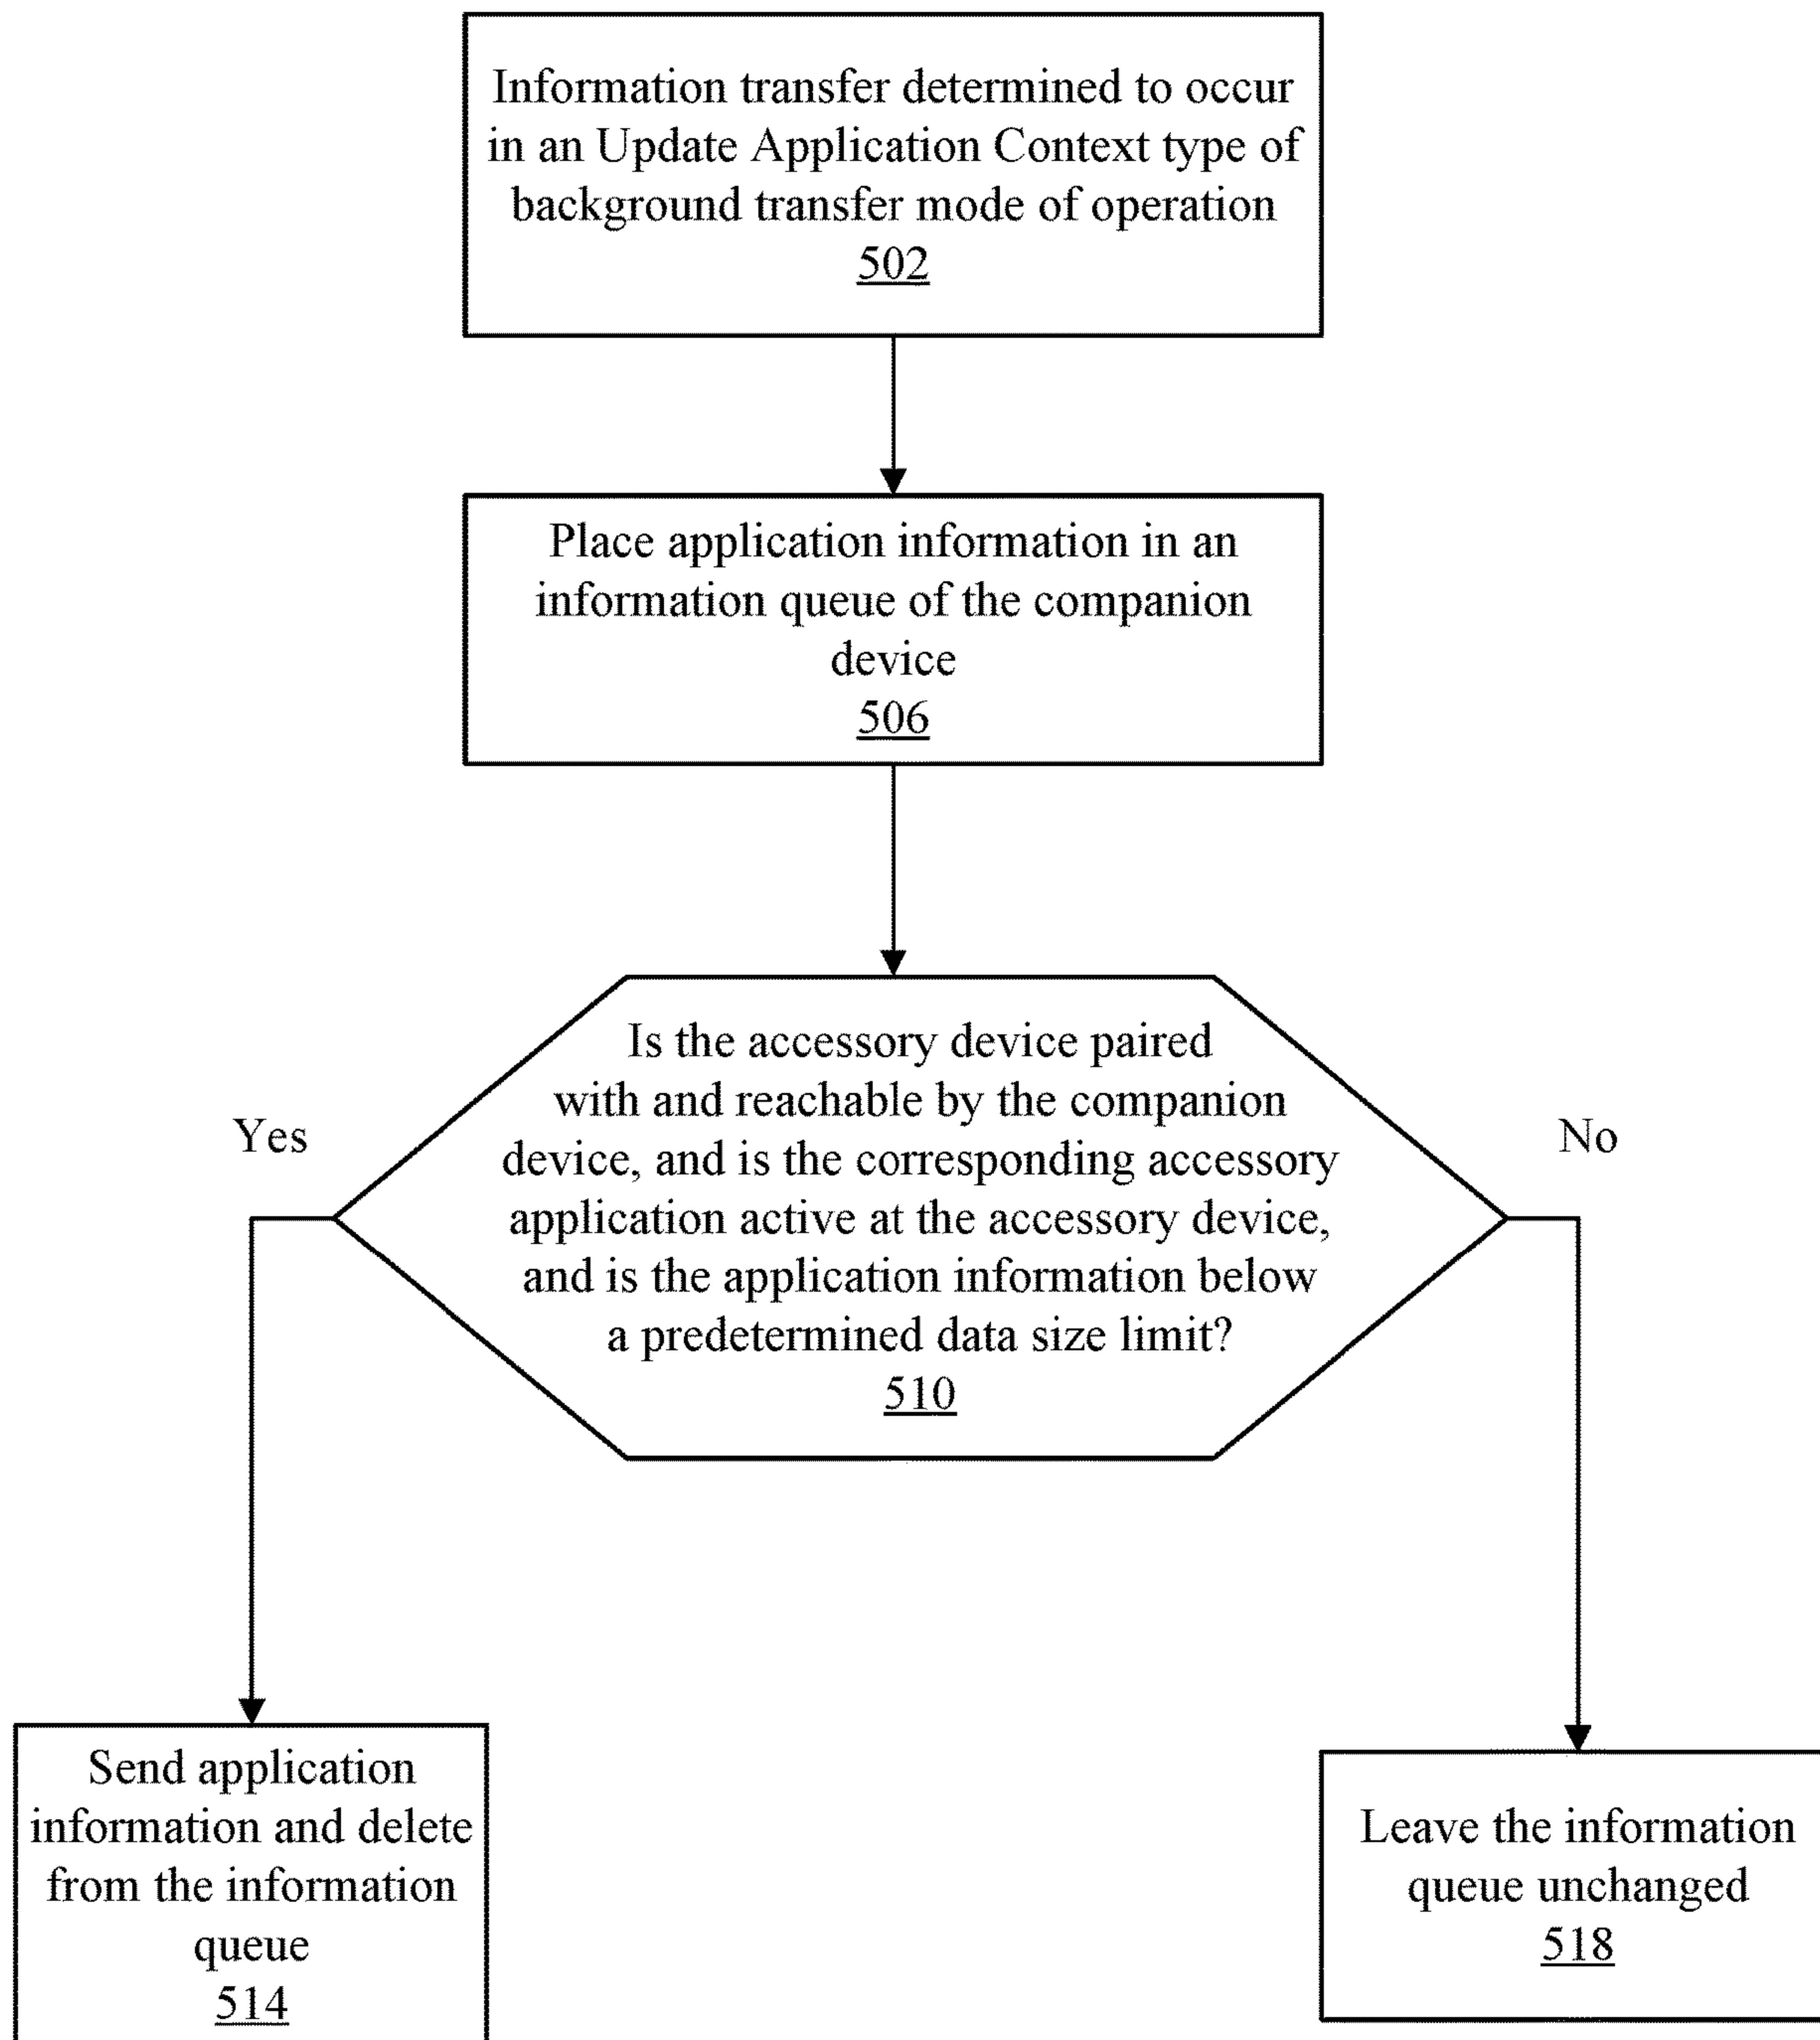 Information transfer determined to occur
in an Update Application Context type of
background transfer mode of operation
502
Place application information in an
information queue of the companion
device
506
Is the accessory device paired
with and reachable by the companion
device, and is the corresponding accessory
application active at the accessory device,
and is the application information below
a predetermined data size limit?
510
Yes
No
Send application
information and delete
from the information
queue
514
Leave the information
queue unchanged
518